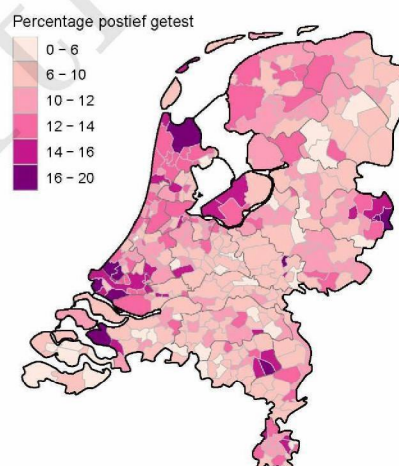 Percentage postief getest
0 – 6
6 – 10
10 – 12
12 – 14
14 – 16
16 – 20